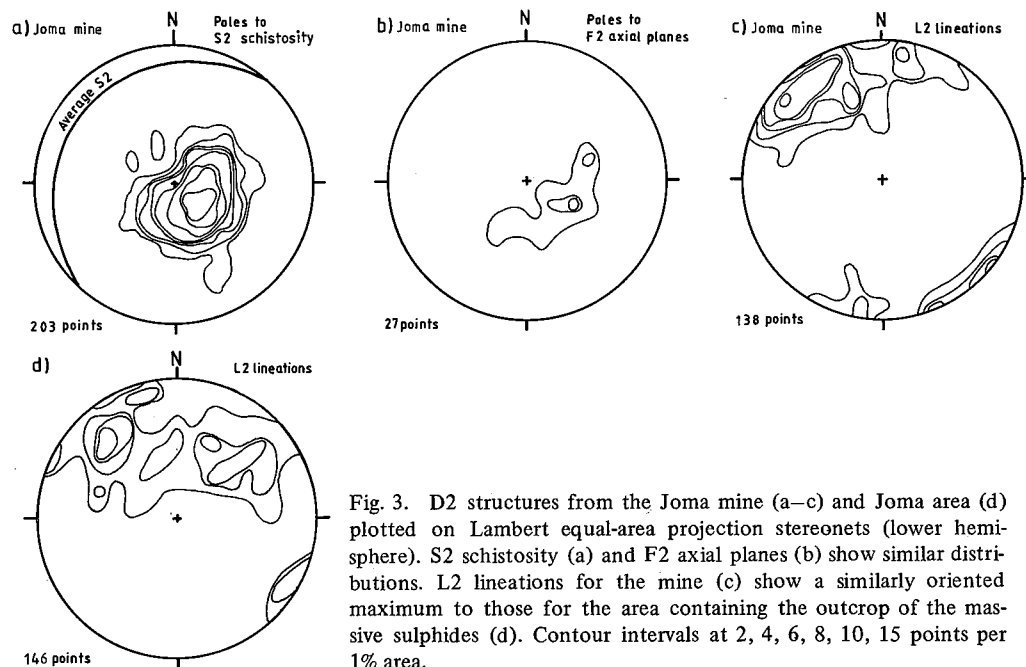 a) Joma mine
N
Poles to
S2 schistosity
Average S2
203 points
b) Joma mine
N
Poles to
F2 axial planes
27 points
c) Joma mine
N
L2 lineations
138 points
d)
N
L2 lineations
146 points
Fig. 3. D2 structures from the Joma mine (a–c) and Joma area (d)
plotted on Lambert equal-area projection stereonets (lower hemi-
sphere). S2 schistosity (a) and F2 axial planes (b) show similar distri-
butions. L2 lineations for the mine (c) show a similarly oriented
maximum to those for the area containing the outcrop of the mas-
sive sulphides (d). Contour intervals at 2, 4, 6, 8, 10, 15 points per
1% area.